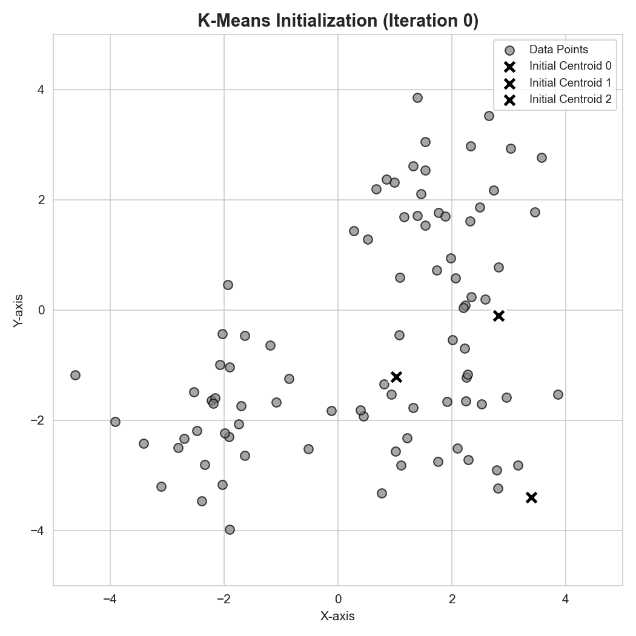 K-Means Initialization (Iteration 0)
Data Points
Initial Centroid 0
Initial Centroid 1
Initial Centroid 2
4
2
0
−2
−4
Y-axis
−4 −2 0 2 4
X-axis